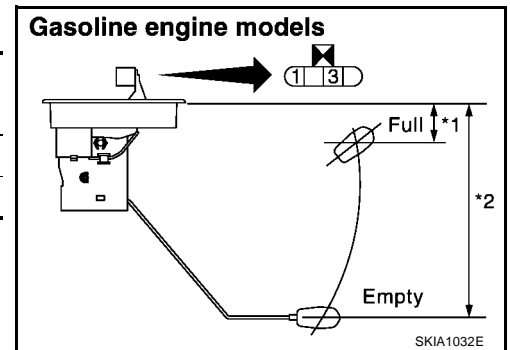 Gasoline engine models
1 3
Full *1
*2
Empty
SKIA1032E